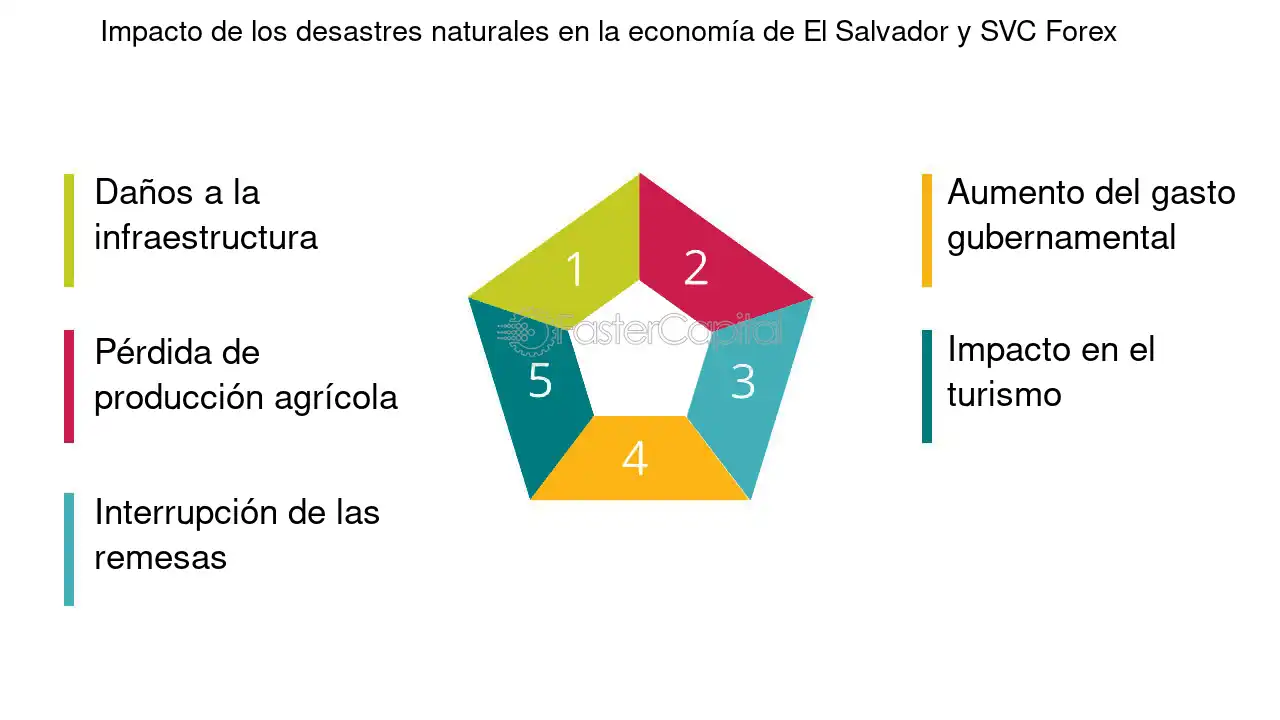 Impacto de los desastres naturales en la economía de El Salvador y SVC Forex
Daños a la
infraestructura
Pérdida de
producción agrícola
Interrupción de las
remesas
1
2
3
4
5
FasterCapital
Aumento del gasto
gubernamental
Impacto en el
turismo